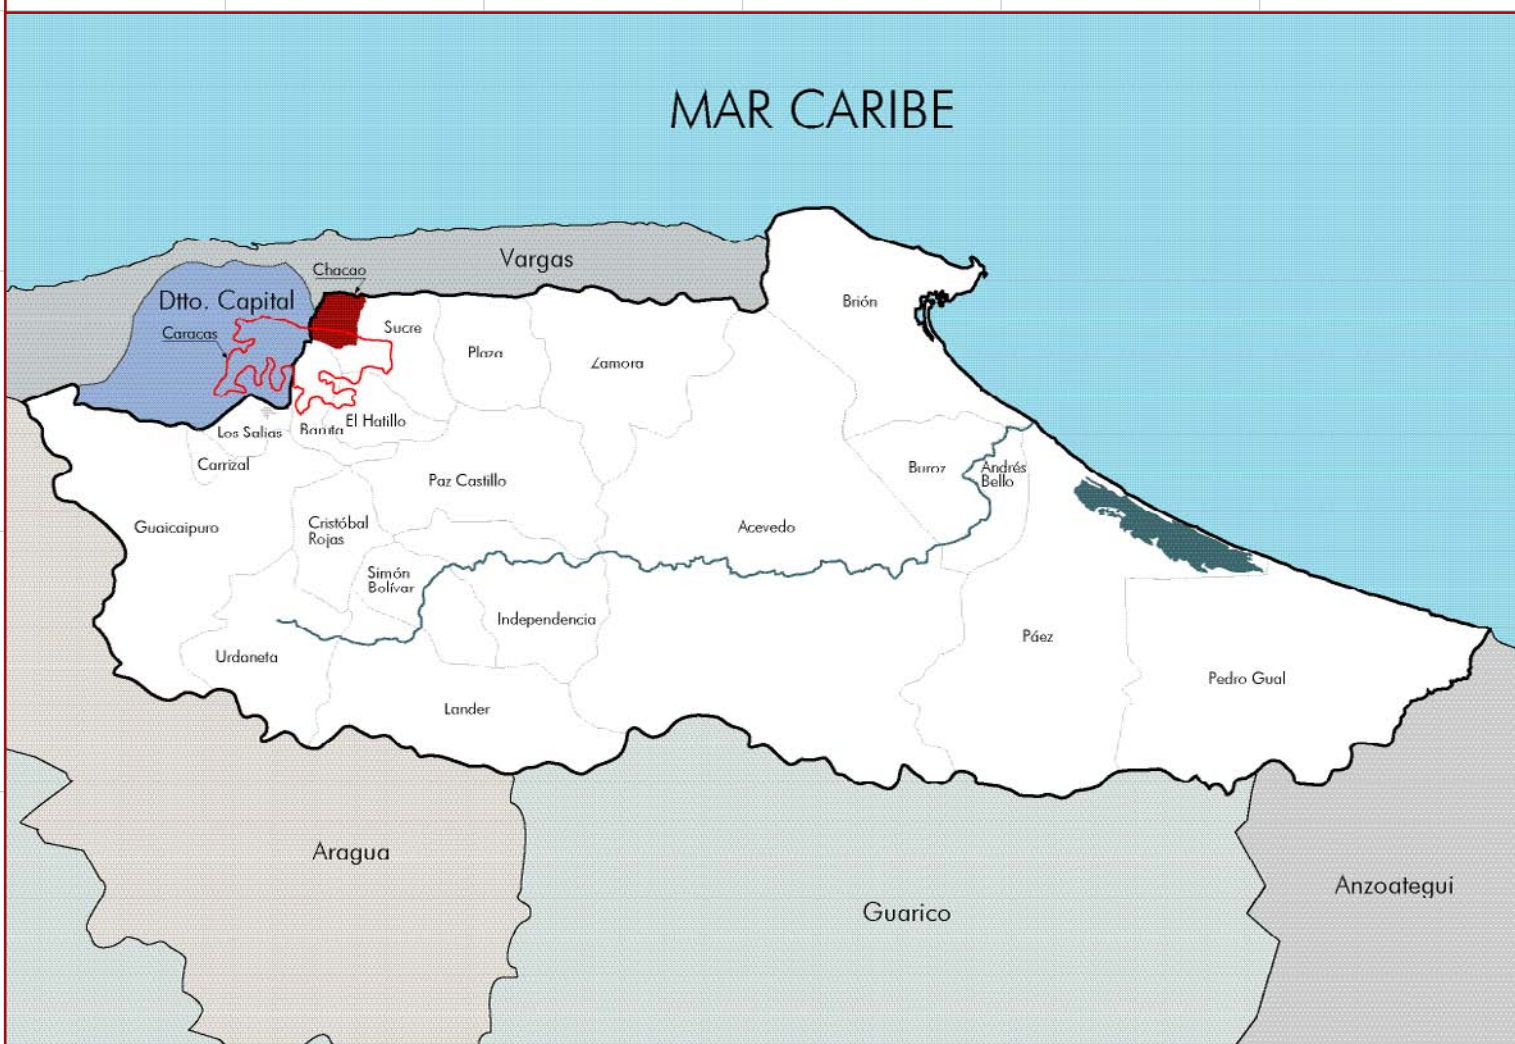 MAR CARIBE
Vargas
Chacao
Dtto. Capital
Caracas
Brión
Sucre
Plaza
Zamora
El Hatillo
Baruta
Los Salias
Carrizal
Paz Castillo
Buroz
Andrés
Bello
Guaicaipuro
Cristóbal
Rojas
Acevedo
Simón
Bolívar
Independencia
Urdaneta
Páez
Pedro Gual
Lander
Aragua
Guarico
Anzoategui